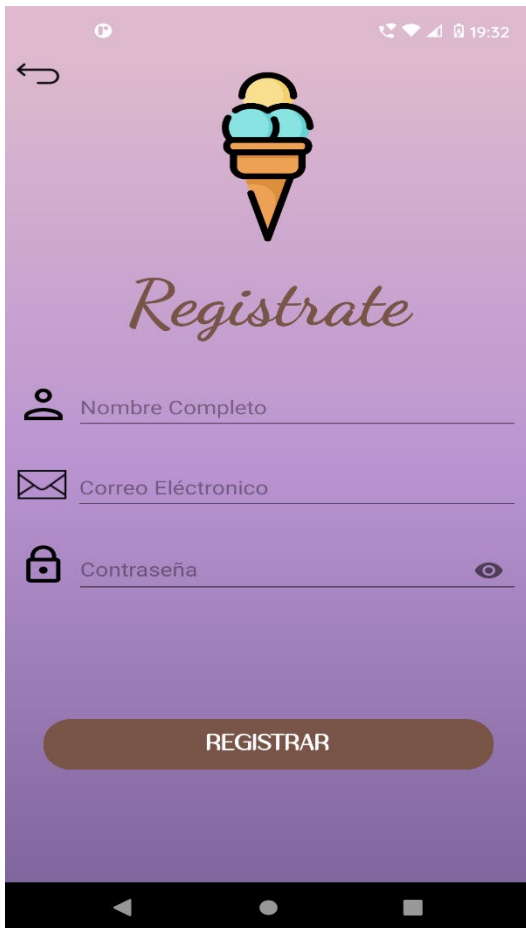 19:32
Registrate
Nombre Completo
Correo Eléctronico
Contraseña
REGISTRAR